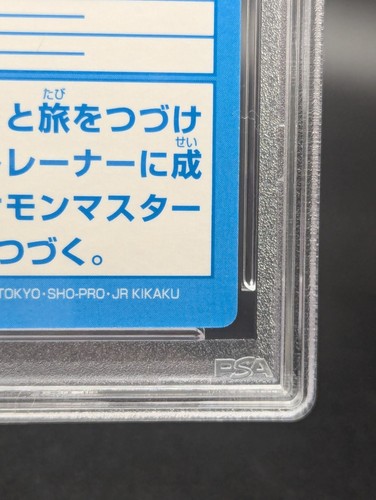 と旅をつづけ
たび
レーナーに成
せい
モンマスター
つづく。
TOKYO・SHO-PRO・JR KIKAKU
PSA